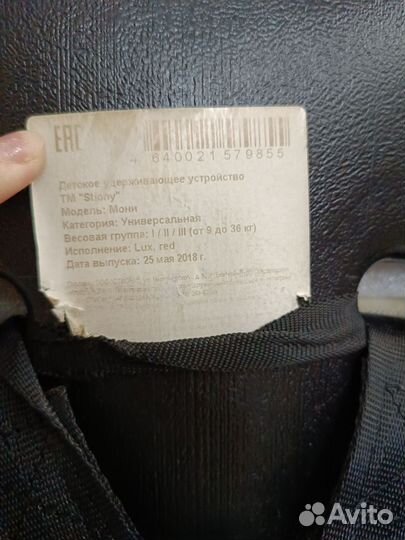 EAC
4 640021 579855
Детское удерживающее устройство
ТМ "Shony"
Модель: Мони
Категория: Универсальная
Весовая группа: I / II / III (от 9 до 36 кг)
Исполнение: Lux, red
Дата выпуска: 25 мая 2018 г.
Avito